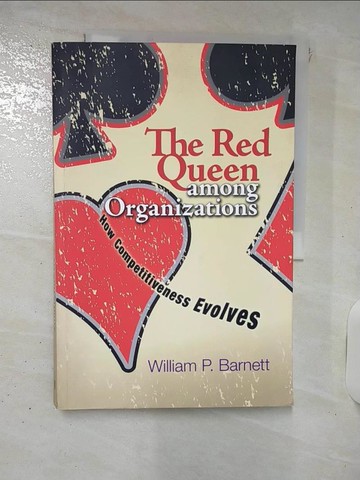 The Red
Queen
among
Organizations
How Competitiveness Evolves
William P. Barnett